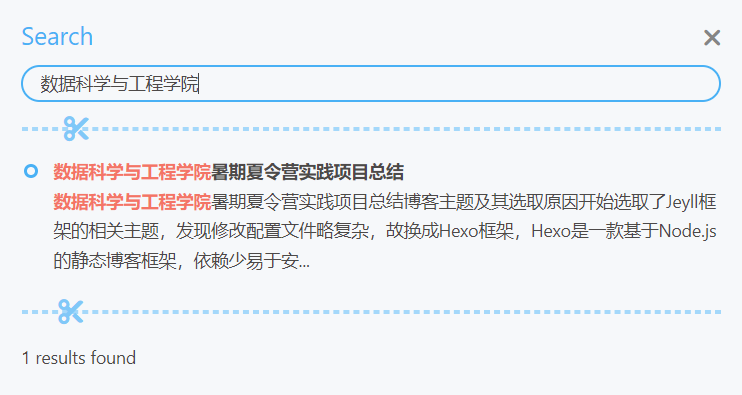 Search
数据科学与工程学院
数据科学与工程学院暑期夏令营实践项目总结
数据科学与工程学院暑期夏令营实践项目总结博客主题及其选取原因开始选取了Jeyll框
架的相关主题，发现修改配置文件略复杂，故换成Hexo框架，Hexo是一款基于Node.js
的静态博客框架，依赖少易于安...
1 results found